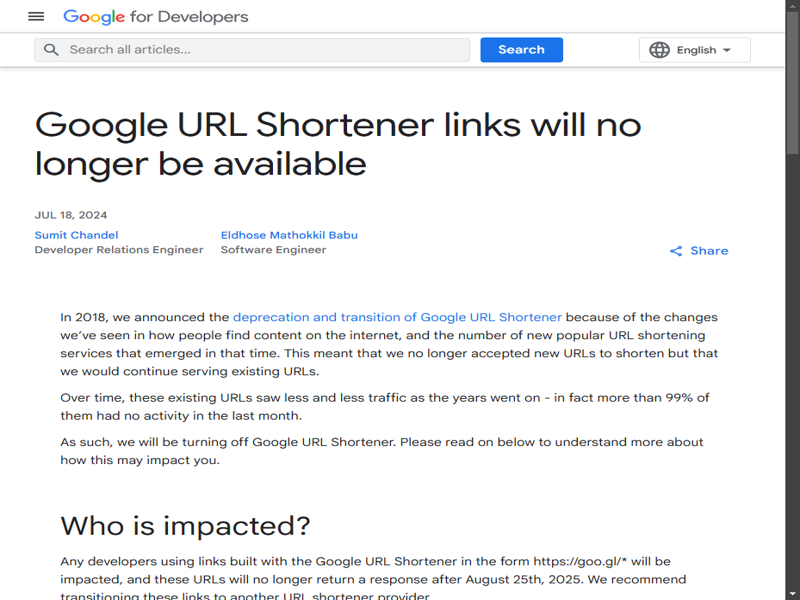 Google for Developers
Search all articles...
Search
English
Google URL Shortener links will no
longer be available
JUL 18, 2024
Sumit Chandel
Eldhose Mathokkil Babu
Developer Relations Engineer
Software Engineer
Share
In 2018, we announced the deprecation and transition of Google URL Shortener because of the changes
we've seen in how people find content on the internet, and the number of new popular URL shortening
services that emerged in that time. This meant that we no longer accepted new URLs to shorten but that
we would continue serving existing URLs.
Over time, these existing URLs saw less and less traffic as the years went on - in fact more than 99% of
them had no activity in the last month.
As such, we will be turning off Google URL Shortener. Please read on below to understand more about
how this may impact you.
Who is impacted?
Any developers using links built with the Google URL Shortener in the form https://goo.gl/* will be
impacted, and these URLs will no longer return a response after August 25th, 2025. We recommend
transitioning these links to another URL shortener provider.